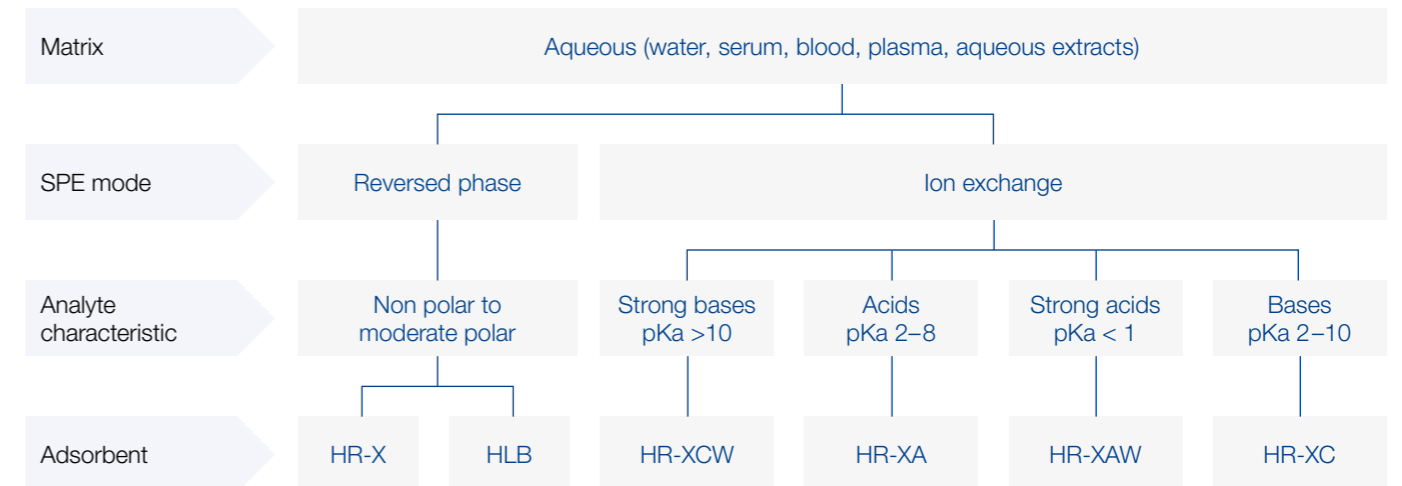 Matrix
Aqueous (water, serum, blood, plasma, aqueous extracts)
SPE mode
Reversed phase
Ion exchange
Analyte
characteristic
Non polar to
moderate polar
Strong bases
pKa >10
Acids
pKa 2–8
Strong acids
pKa < 1
Bases
pKa 2–10
Adsorbent
HR-X
HLB
HR-XCW
HR-XA
HR-XAW
HR-XC